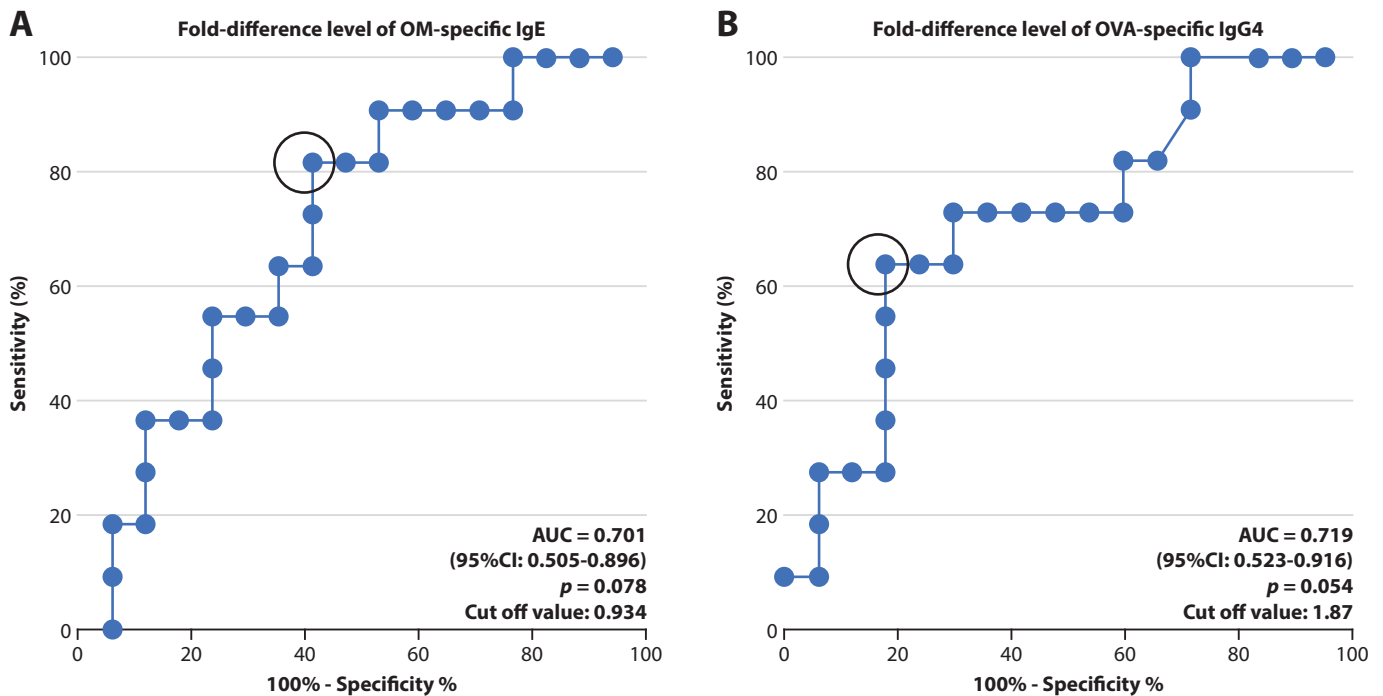 A
Fold-difference level of OM-specific IgE
100
80
60
40
20
0
Sensitivity (%)
AUC = 0.701
(95%CI: 0.505-0.896)
p = 0.078
Cut off value: 0.934
0 20 40 60 80 100
100% - Specificity %
B
Fold-difference level of OVA-specific IgG4
100
80
60
40
20
0
Sensitivity (%)
AUC = 0.719
(95%CI: 0.523-0.916)
p = 0.054
Cut off value: 1.87
0 20 40 60 80 100
100% - Specificity %